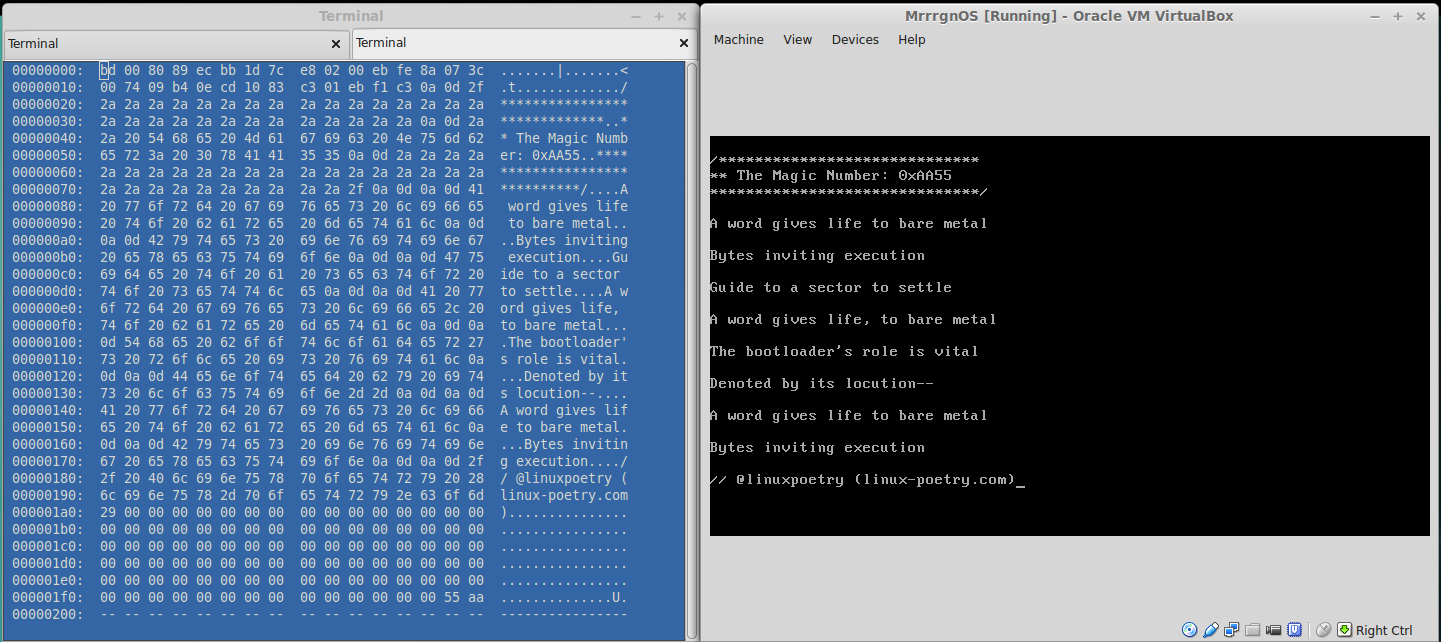 Terminal
Terminal
Terminal
00000000: bd 00 80 89 ec bb 1d 7c e8 02 00 eb fe 8a 07 3c .......|.......<
00000010: 00 74 09 b4 0e cd 10 83 c3 01 eb f1 c3 0a 0d 2f .t............./
00000020: 2a 2a 2a 2a 2a 2a 2a 2a 2a 2a 2a 2a 2a 2a 2a 2a ****************
00000030: 2a 2a 2a 2a 2a 2a 2a 2a 2a 2a 2a 2a 2a 0a 0d 2a *************..*
00000040: 2a 20 54 68 65 20 4d 61 67 69 63 20 4e 75 6d 62 * The Magic Numb
00000050: 65 72 3a 20 30 78 41 41 35 35 0a 0d 2a 2a 2a 2a er: 0xAA55..****
00000060: 2a 2a 2a 2a 2a 2a 2a 2a 2a 2a 2a 2a 2a 2a 2a 2a ****************
00000070: 2a 2a 2a 2a 2a 2a 2a 2a 2a 2a 2f 0a 0d 0a 0d 41 **********/....A
00000080: 20 77 6f 72 64 20 67 69 76 65 73 20 6c 69 66 65  word gives life
00000090: 20 74 6f 20 62 61 72 65 20 6d 65 74 61 6c 0a 0d  to bare metal..
000000a0: 0a 0d 42 79 74 65 73 20 69 6e 76 69 74 69 6e 67 ..Bytes inviting
000000b0: 20 65 78 65 63 75 74 69 6f 6e 0a 0d 0a 0d 47 75  execution....Gu
000000c0: 69 64 65 20 74 6f 20 61 20 73 65 63 74 6f 72 20 ide to a sector
000000d0: 74 6f 20 73 65 74 74 6c 65 0a 0d 0a 0d 41 20 77 to settle....A w
000000e0: 6f 72 64 20 67 69 76 65 73 20 6c 69 66 65 2c 20 ord gives life,
000000f0: 74 6f 20 62 61 72 65 20 6d 65 74 61 6c 0a 0d 0a to bare metal...
00000100: 0d 54 68 65 20 62 6f 6f 74 6c 6f 61 64 65 72 27 .The bootloader'
00000110: 73 20 72 6f 6c 65 20 69 73 20 76 69 74 61 6c 0a s role is vital.
00000120: 0d 0a 0d 44 65 6e 6f 74 65 64 20 62 79 20 69 74 ...Denoted by it
00000130: 73 20 6c 6f 63 75 74 69 6f 6e 2d 2d 0a 0d 0a 0d s locution--....
00000140: 41 20 77 6f 72 64 20 67 69 76 65 73 20 6c 69 66 A word gives lif
00000150: 65 20 74 6f 20 62 61 72 65 20 6d 65 74 61 6c 0a e to bare metal.
00000160: 0d 0a 0d 42 79 74 65 73 20 69 6e 76 69 74 69 6e ...Bytes invitin
00000170: 67 20 65 78 65 63 75 74 69 6f 6e 0a 0d 0a 0d 2f g execution..../
00000180: 2f 20 40 6c 69 6e 75 78 70 6f 65 74 72 79 20 28 / @linuxpoetry (
00000190: 6c 69 6e 75 78 2d 70 6f 65 74 72 79 2e 63 6f 6d linux-poetry.com
000001a0: 29 00 00 00 00 00 00 00 00 00 00 00 00 00 00 00 )...............
000001b0: 00 00 00 00 00 00 00 00 00 00 00 00 00 00 00 00 ................
000001c0: 00 00 00 00 00 00 00 00 00 00 00 00 00 00 00 00 ................
000001d0: 00 00 00 00 00 00 00 00 00 00 00 00 00 00 00 00 ................
000001e0: 00 00 00 00 00 00 00 00 00 00 00 00 00 00 00 00 ................
000001f0: 00 00 00 00 00 00 00 00 00 00 00 00 00 00 55 aa ..............U.
00000200: -- -- -- -- -- -- -- -- -- -- -- -- -- -- -- -- ----------------
MrrrgnOS [Running] - Oracle VM VirtualBox
Machine View Devices Help
/*****************************
** The Magic Number: 0xAA55
******************************/
A word gives life to bare metal
Bytes inviting execution
Guide to a sector to settle
A word gives life, to bare metal
The bootloader's role is vital
Denoted by its locution--
A word gives life to bare metal
Bytes inviting execution
// @linuxpoetry (linux-poetry.com)_
Right Ctrl